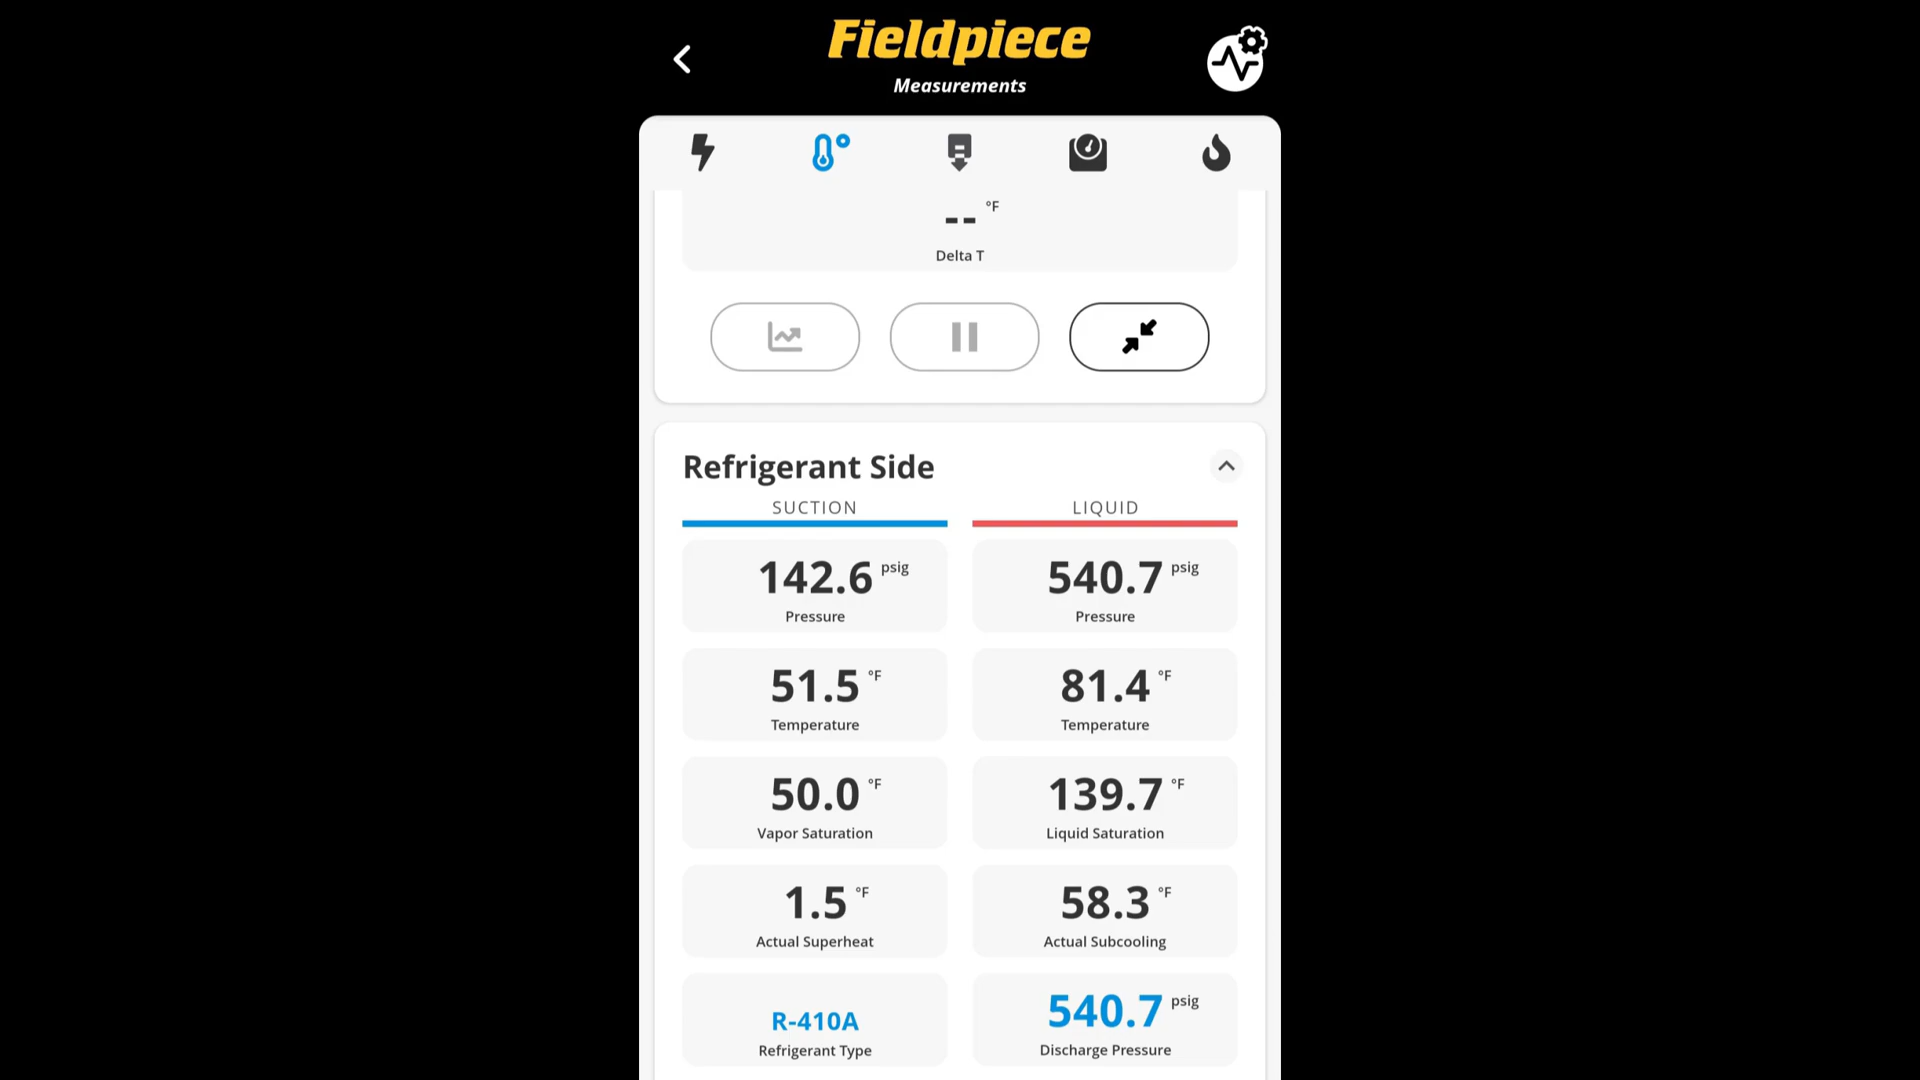 Fieldpiece
Measurements
-- °F
Delta T
Refrigerant Side
SUCTION LIQUID
142.6 psig 540.7 psig
Pressure Pressure
51.5 °F 81.4 °F
Temperature Temperature
50.0 °F 139.7 °F
Vapor Saturation Liquid Saturation
1.5 °F 58.3 °F
Actual Superheat Actual Subcooling
R-410A 540.7 psig
Refrigerant Type Discharge Pressure